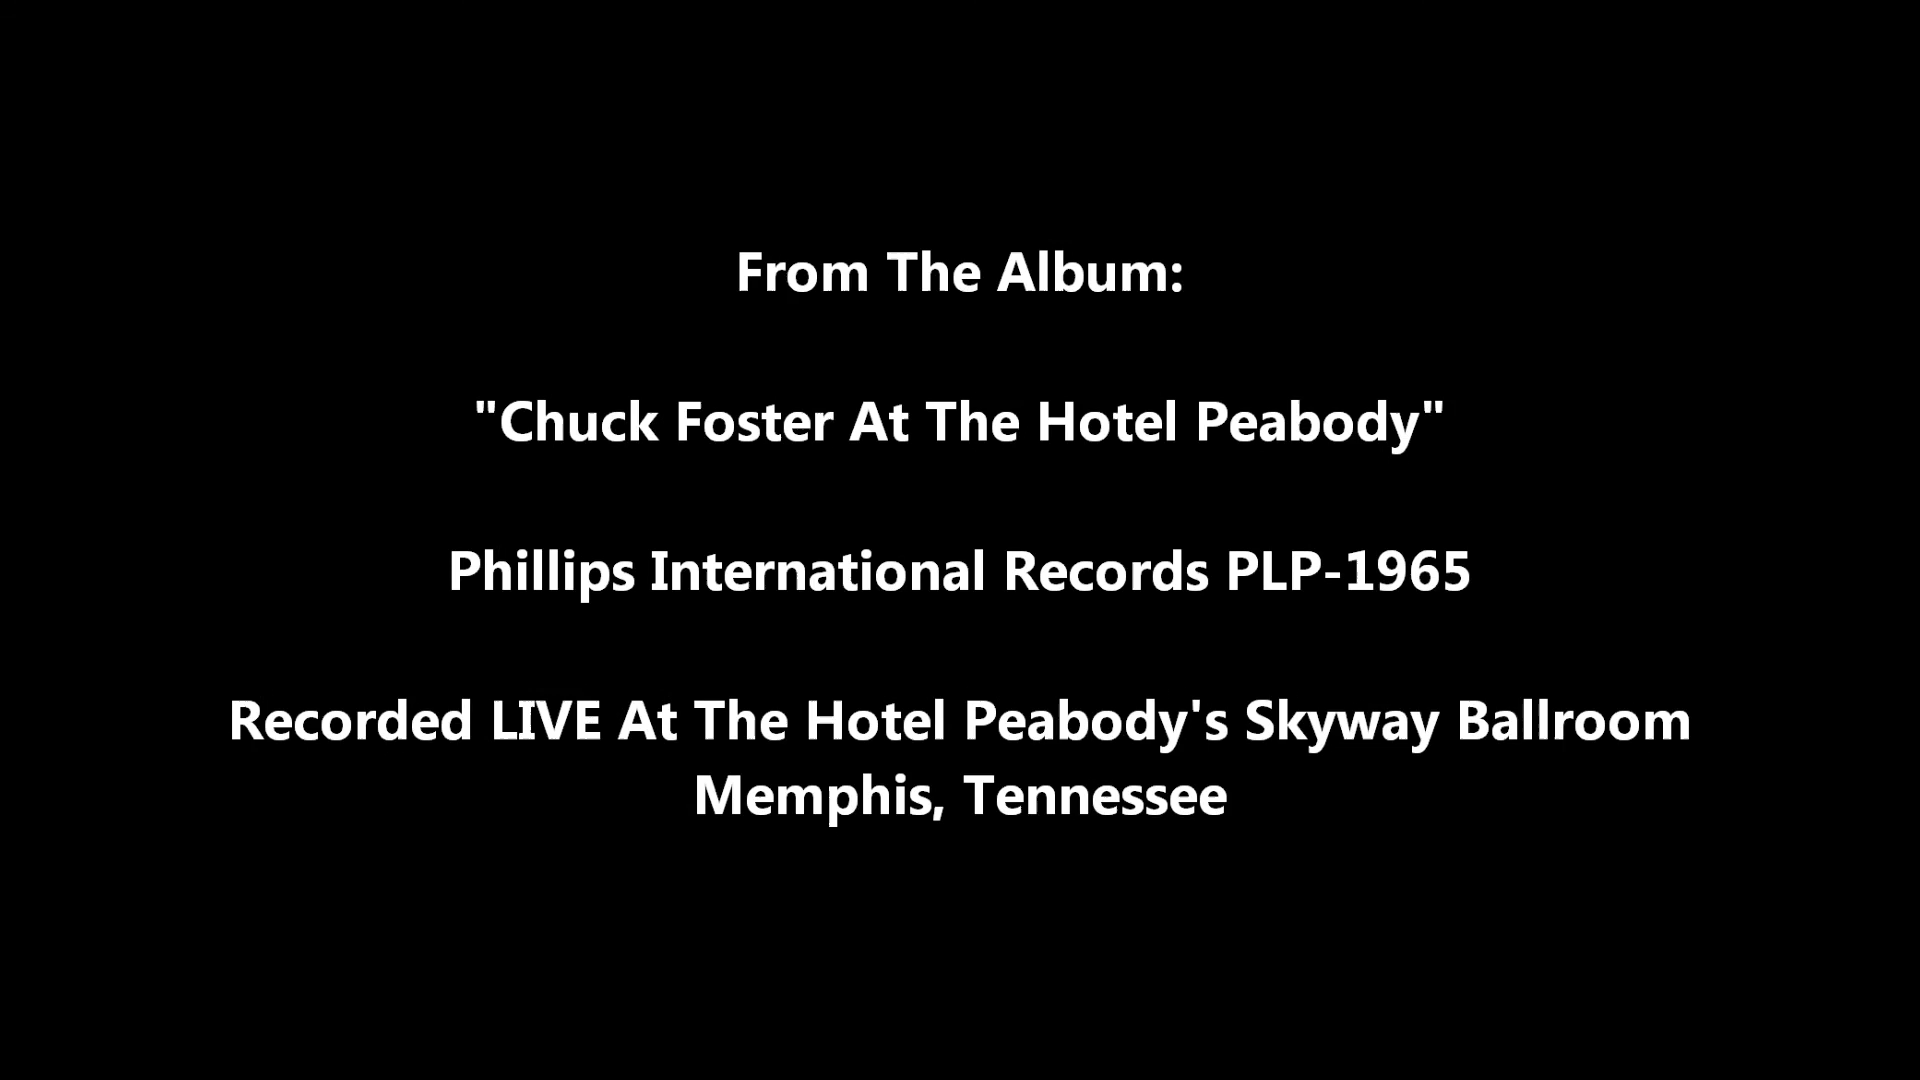 From The Album:
"Chuck Foster At The Hotel Peabody"
Phillips International Records PLP-1965
Recorded LIVE At The Hotel Peabody's Skyway Ballroom
Memphis, Tennessee